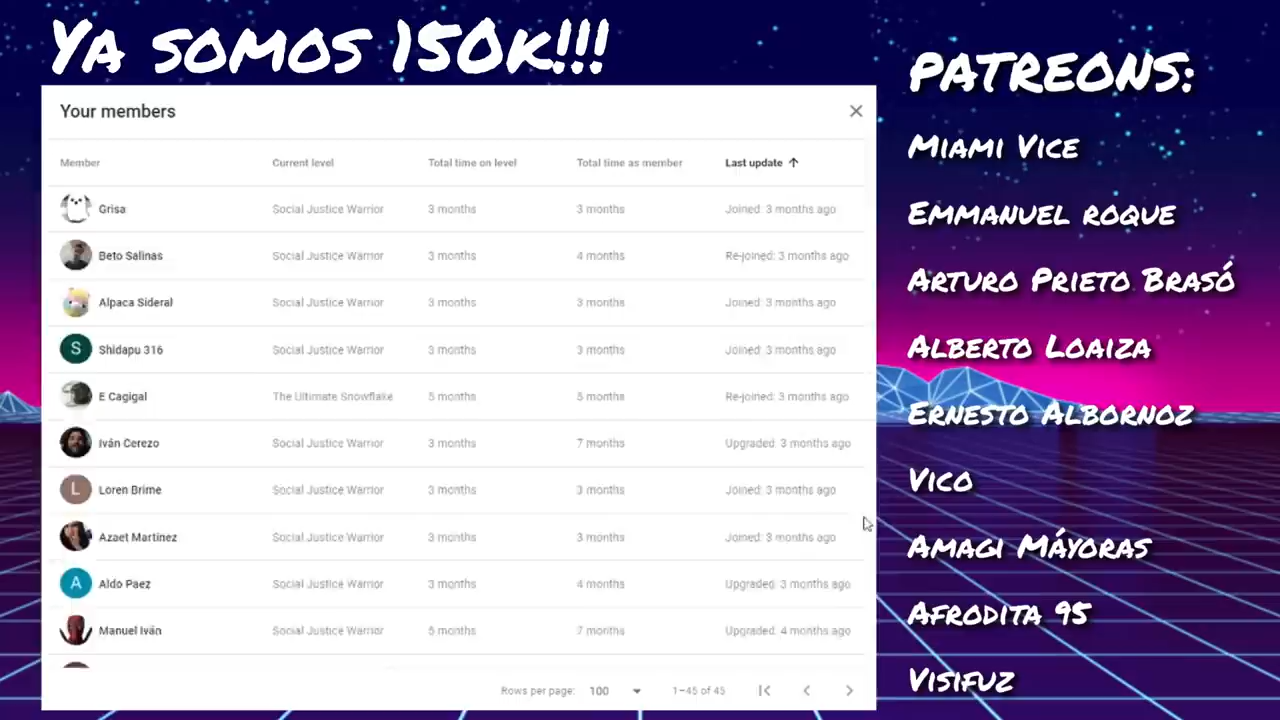 Ya somos 150k!!!
Your members
Member Current level Total time on level Total time as member Last update
Grisa Social Justice Warrior 3 months 3 months Joined: 3 months ago
Beto Salinas Social Justice Warrior 3 months 4 months Re-joined: 3 months ago
Alpaca Sideral Social Justice Warrior 3 months 3 months Joined: 3 months ago
S Shidapu 316 Social Justice Warrior 3 months 3 months Joined: 3 months ago
E Cagigal The Ultimate Snowflake 5 months 5 months Re-joined: 3 months ago
Iván Cerezo Social Justice Warrior 3 months 7 months Upgraded: 3 months ago
L Loren Brime Social Justice Warrior 3 months 3 months Joined: 3 months ago
Azaet Martínez Social Justice Warrior 3 months 3 months Joined: 3 months ago
A Aldo Paez Social Justice Warrior 3 months 4 months Upgraded: 3 months ago
Manuel Iván Social Justice Warrior 5 months 7 months Upgraded: 4 months ago
Rows per page: 100 1–45 of 45
Patreons:
Miami Vice
Emmanuel roque
Arturo Prieto Brasó
Alberto Loaiza
Ernesto Albornoz
Vico
Amagi Máyoras
Afrodita 95
Visifuz